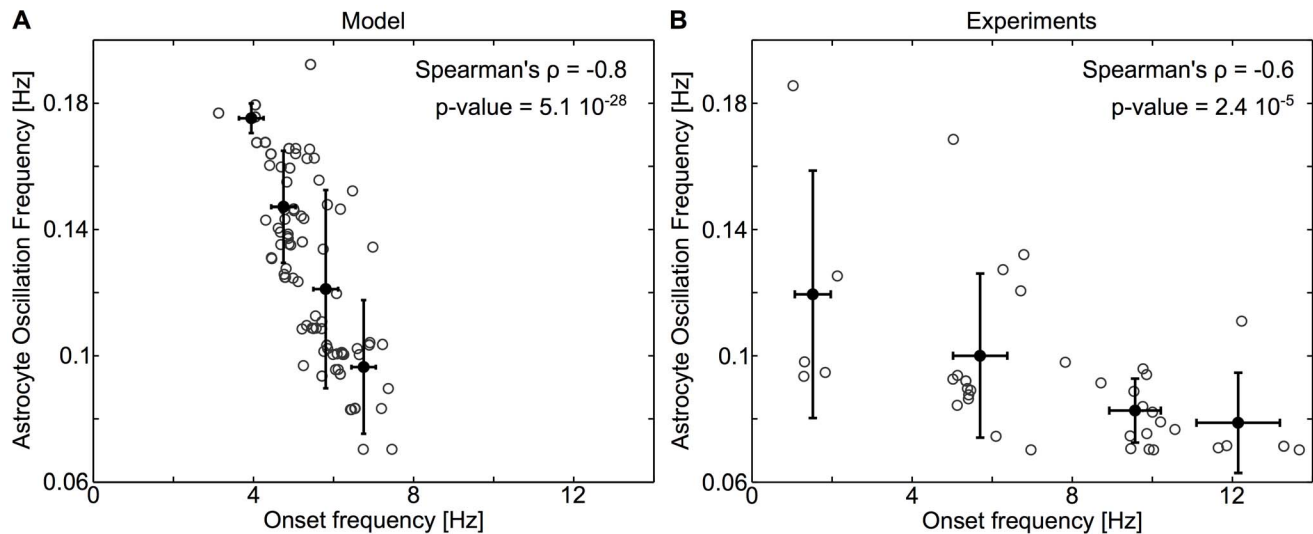 A
Model
Spearman's ρ = -0.8
p-value = 5.1 10⁻²⁸
Astrocyte Oscillation Frequency [Hz]
0.18
0.14
0.1
0.06
0
4
8
12
Onset frequency [Hz]
B
Experiments
Spearman's ρ = -0.6
p-value = 2.4 10⁻⁵
Astrocyte Oscillation Frequency [Hz]
0.18
0.14
0.1
0.06
0
4
8
12
Onset frequency [Hz]